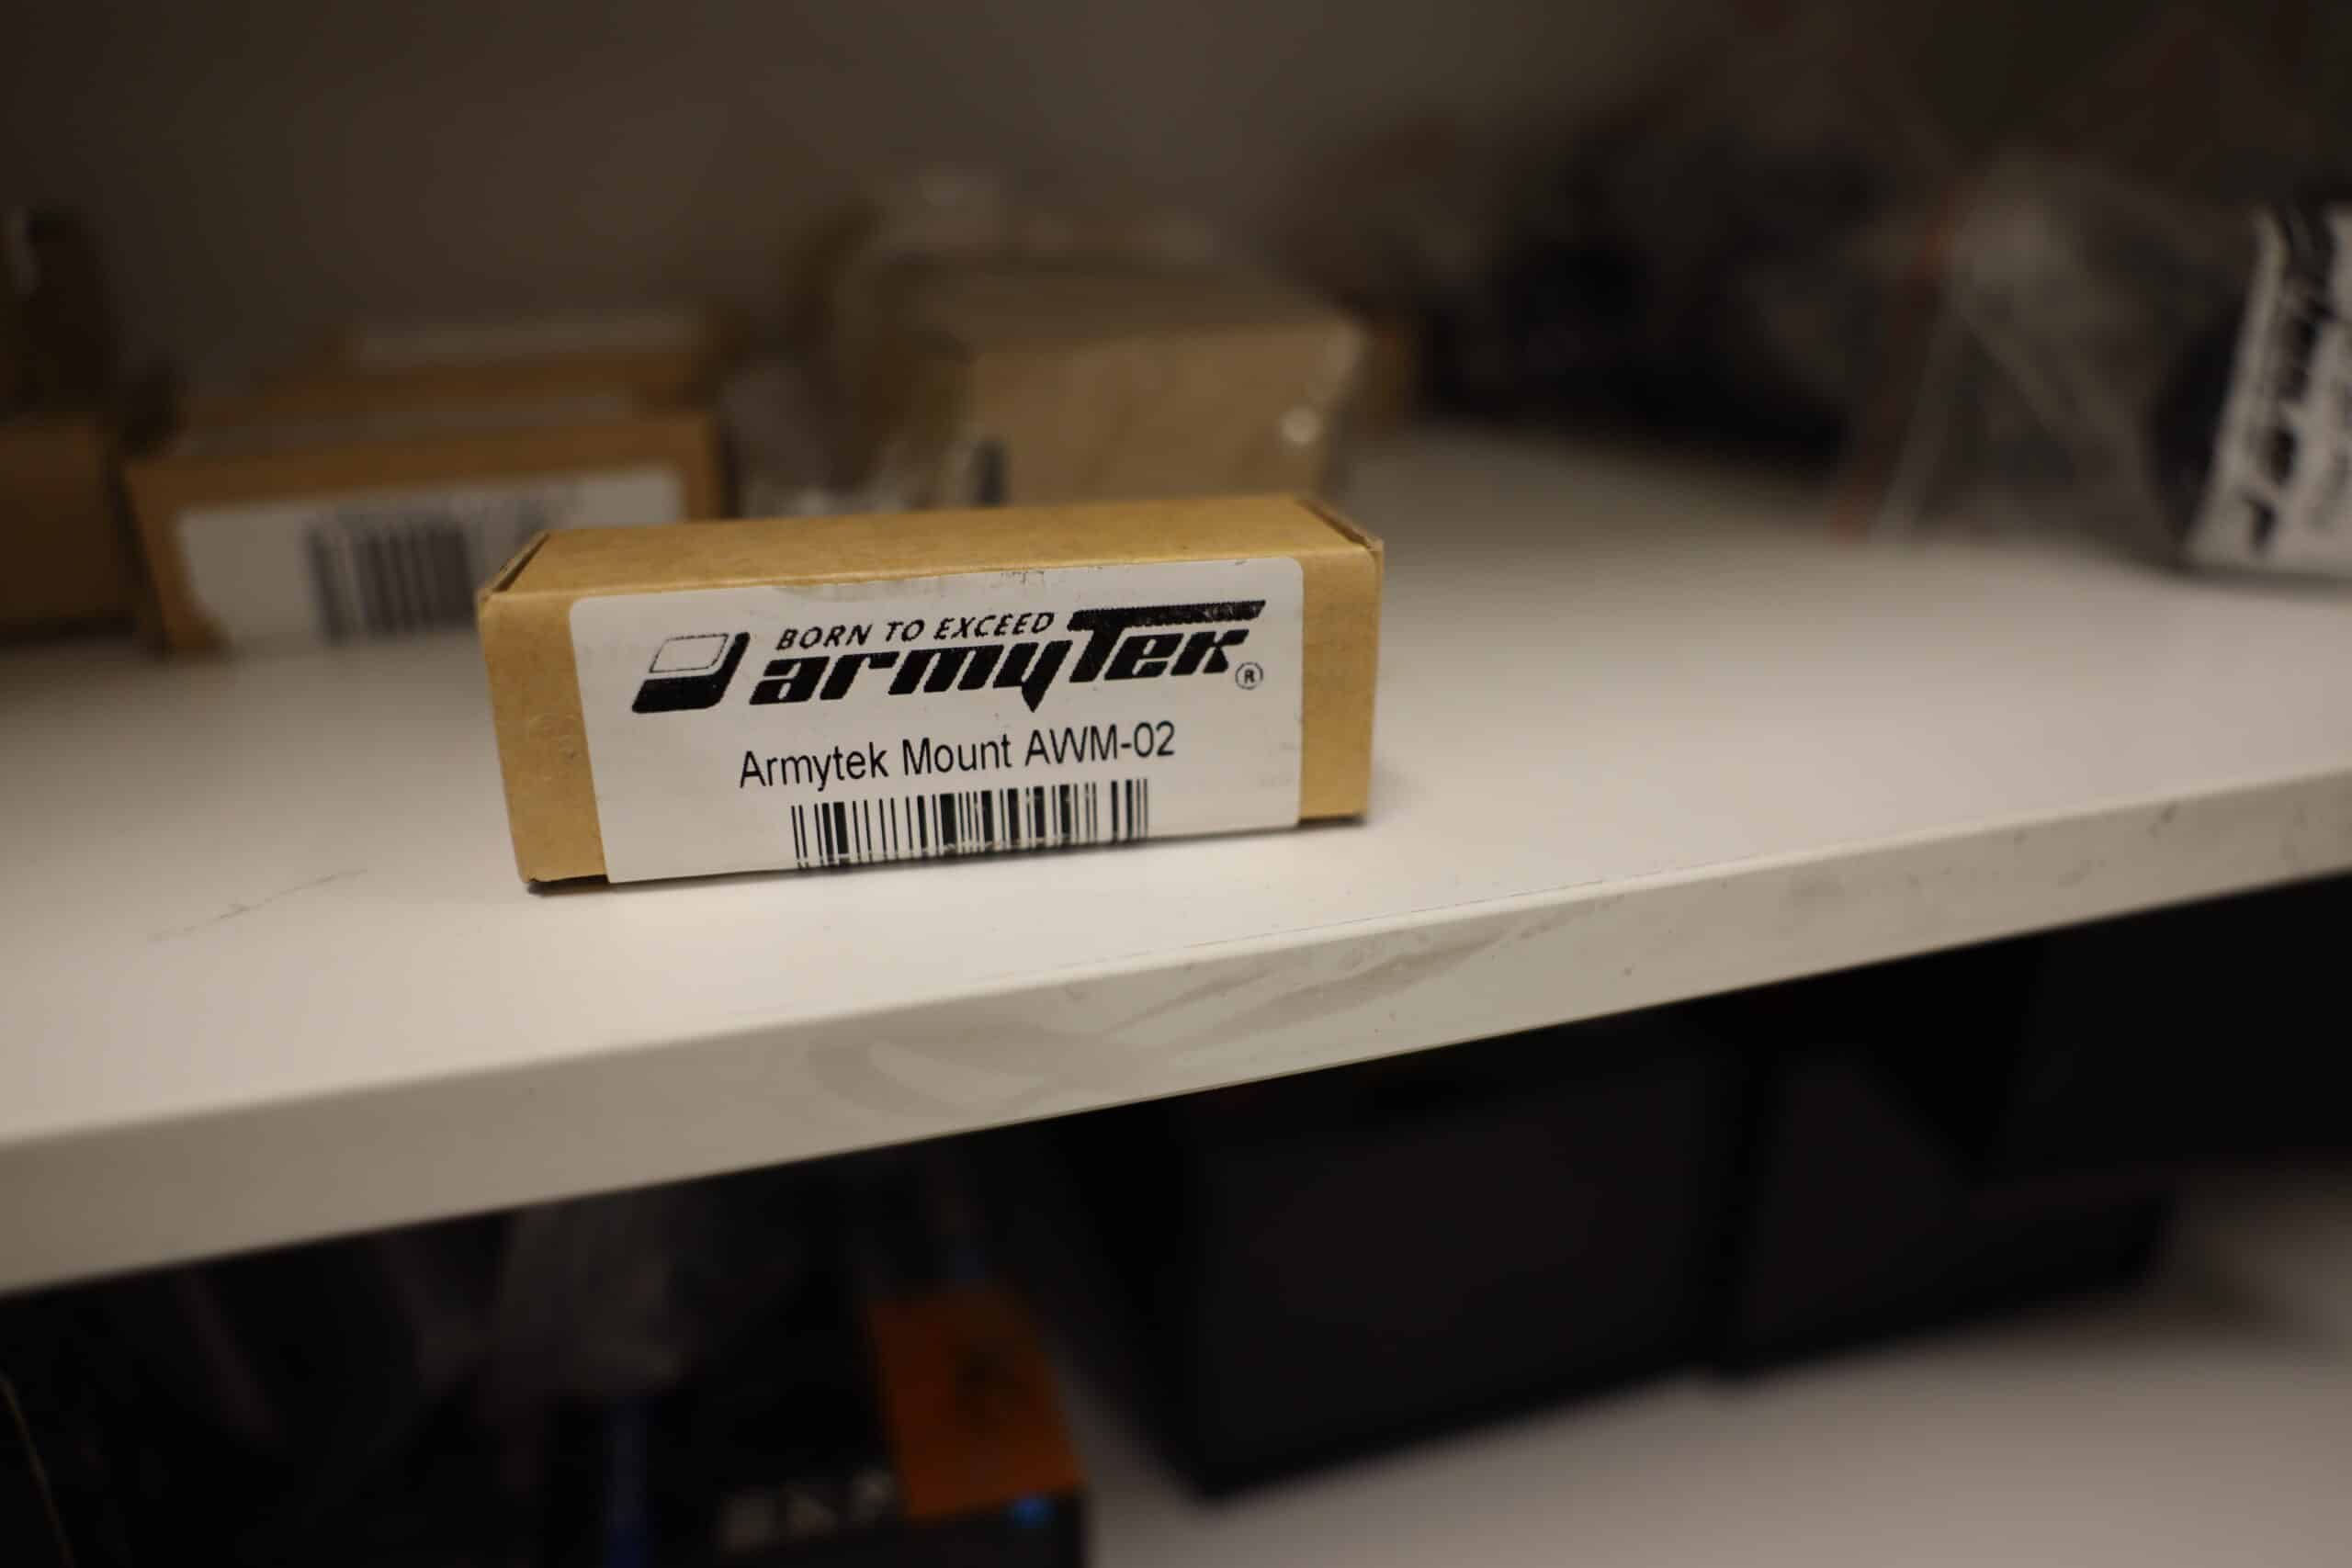 BORN TO EXCEED
armyTek®
Armytek Mount AWM-02